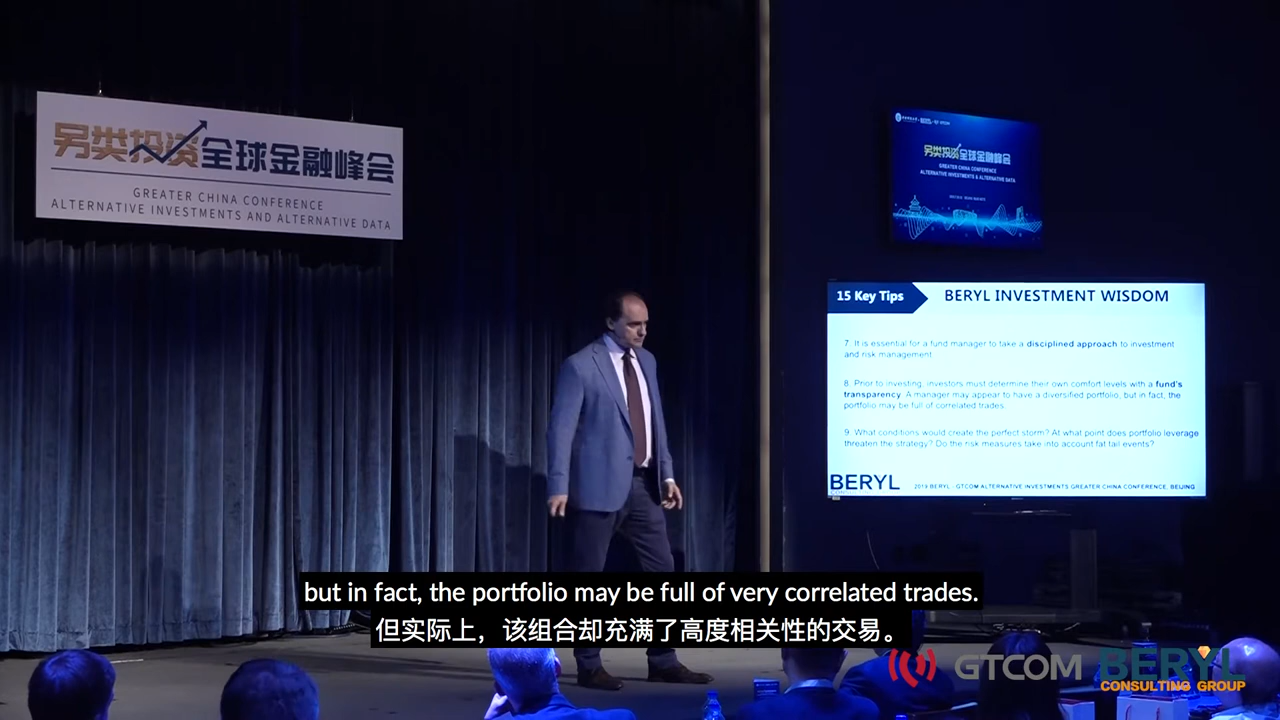 另类投资全球金融峰会
GREATER CHINA CONFERENCE
ALTERNATIVE INVESTMENTS AND ALTERNATIVE DATA
另类投资全球金融峰会
GREATER CHINA CONFERENCE
ALTERNATIVE INVESTMENTS & ALTERNATIVE DATA
15 Key Tips
BERYL INVESTMENT WISDOM
7. It is essential for a fund manager to take a disciplined approach to investment
and risk management.
8. Prior to investing, investors must determine their own comfort levels with a fund's
transparency. A manager may appear to have a diversified portfolio, but in fact, the
portfolio may be full of correlated trades.
9. What conditions would create the perfect storm? At what point does portfolio leverage
threaten the strategy? Do the risk measures take into account fat tail events?
BERYL
2019 BERYL - GTCOM ALTERNATIVE INVESTMENTS GREATER CHINA CONFERENCE, BEIJING
but in fact, the portfolio may be full of very correlated trades.
但实际上，该组合却充满了高度相关性的交易。
GTCOM
BERYL
CONSULTING GROUP